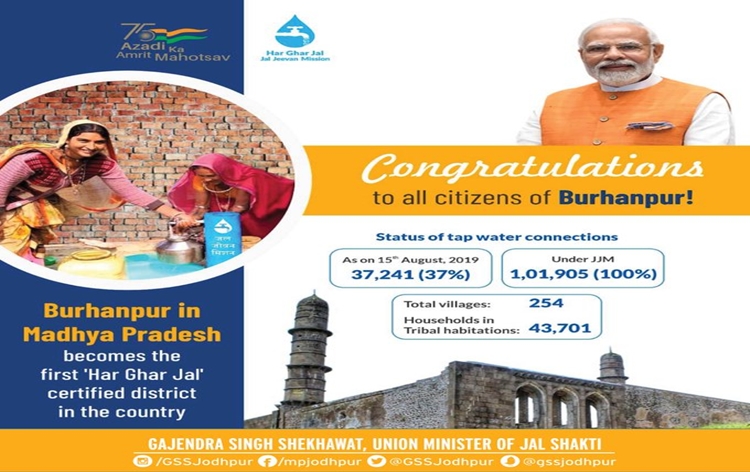 75
Azadi Ka
Amrit Mahotsav
Har Ghar Jal
Jal Jeevan Mission
जल
जीवन
मिशन
Congratulations
to all citizens of Burhanpur!
Status of tap water connections
As on 15th August, 2019
37,241 (37%)
Under JJM
1,01,905 (100%)
Total villages: 254
Households in
Tribal habitations: 43,701
Burhanpur in
Madhya Pradesh
becomes the
first 'Har Ghar Jal'
certified district
in the country
GAJENDRA SINGH SHEKHAWAT, UNION MINISTER OF JAL SHAKTI
/GSSJodhpur /mpjodhpur @GSSJodhpur @gssjodhpur